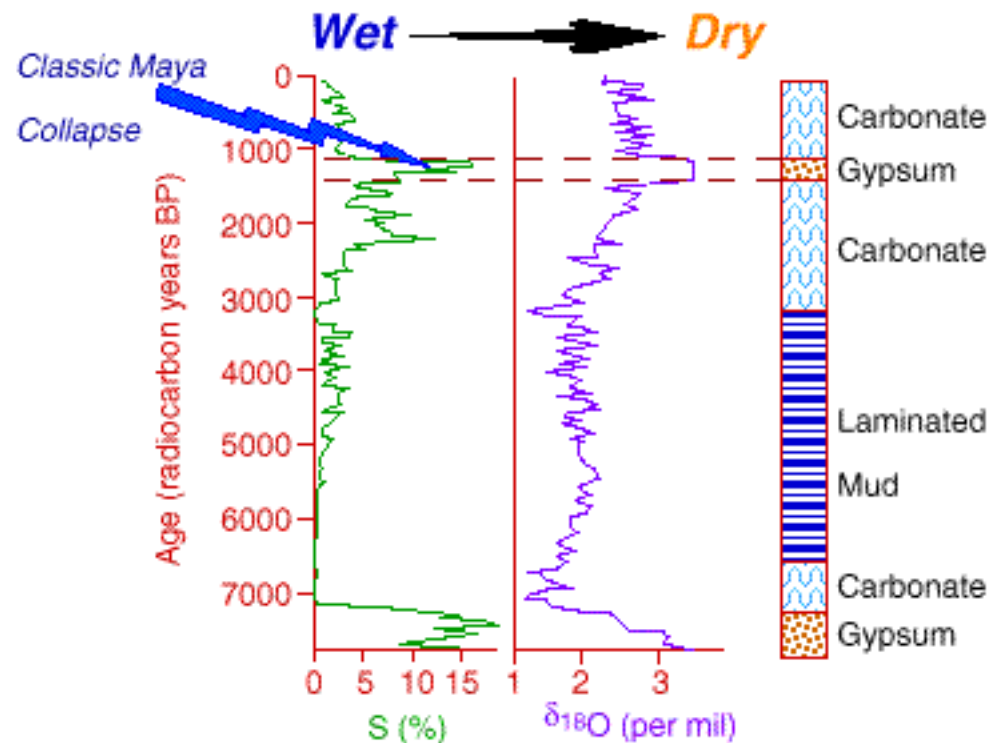 Wet
Dry
Classic Maya
Collapse
Age (radiocarbon years BP)
0
1000
2000
3000
4000
5000
6000
7000
0 5 10 15
S (%)
1 2 3
δ18O (per mil)
Carbonate
Gypsum
Carbonate
Laminated
Mud
Carbonate
Gypsum